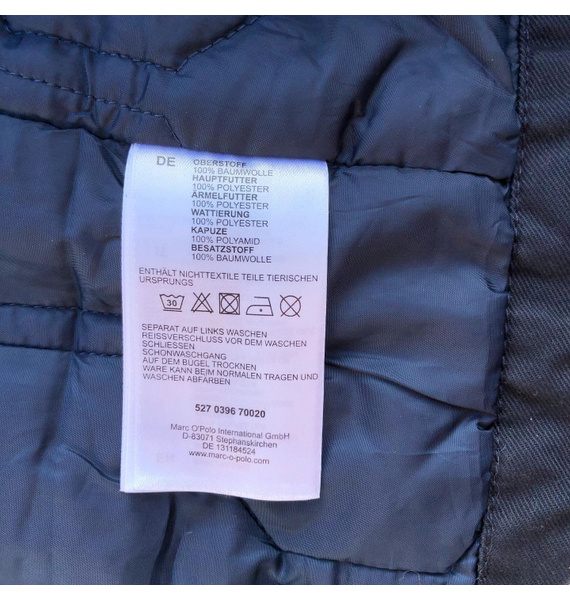 DE OBERSTOFF
100% BAUMWOLLE
HAUPTFUTTER
100% POLYESTER
ÄRMELFUTTER
100% POLYESTER
WATTIERUNG
100% POLYESTER
KAPUZE
100% POLYAMID
BESATZSTOFF
100% BAUMWOLLE
ENTHÄLT NICHTTEXTILE TEILE TIERISCHEN
URSPRUNGS
30
SEPARAT AUF LINKS WASCHEN
REISSVERSCHLUSS VOR DEM WASCHEN
SCHLIESSEN
SCHONWASCHGANG
AUF DEM BÜGEL TROCKNEN
WARE KANN BEIM NORMALEN TRAGEN UND
WASCHEN ABFÄRBEN
527 0396 70020
Marc O'Polo International GmbH
D-83071 Stephanskirchen
DE 131184524
www.marc-o-polo.com